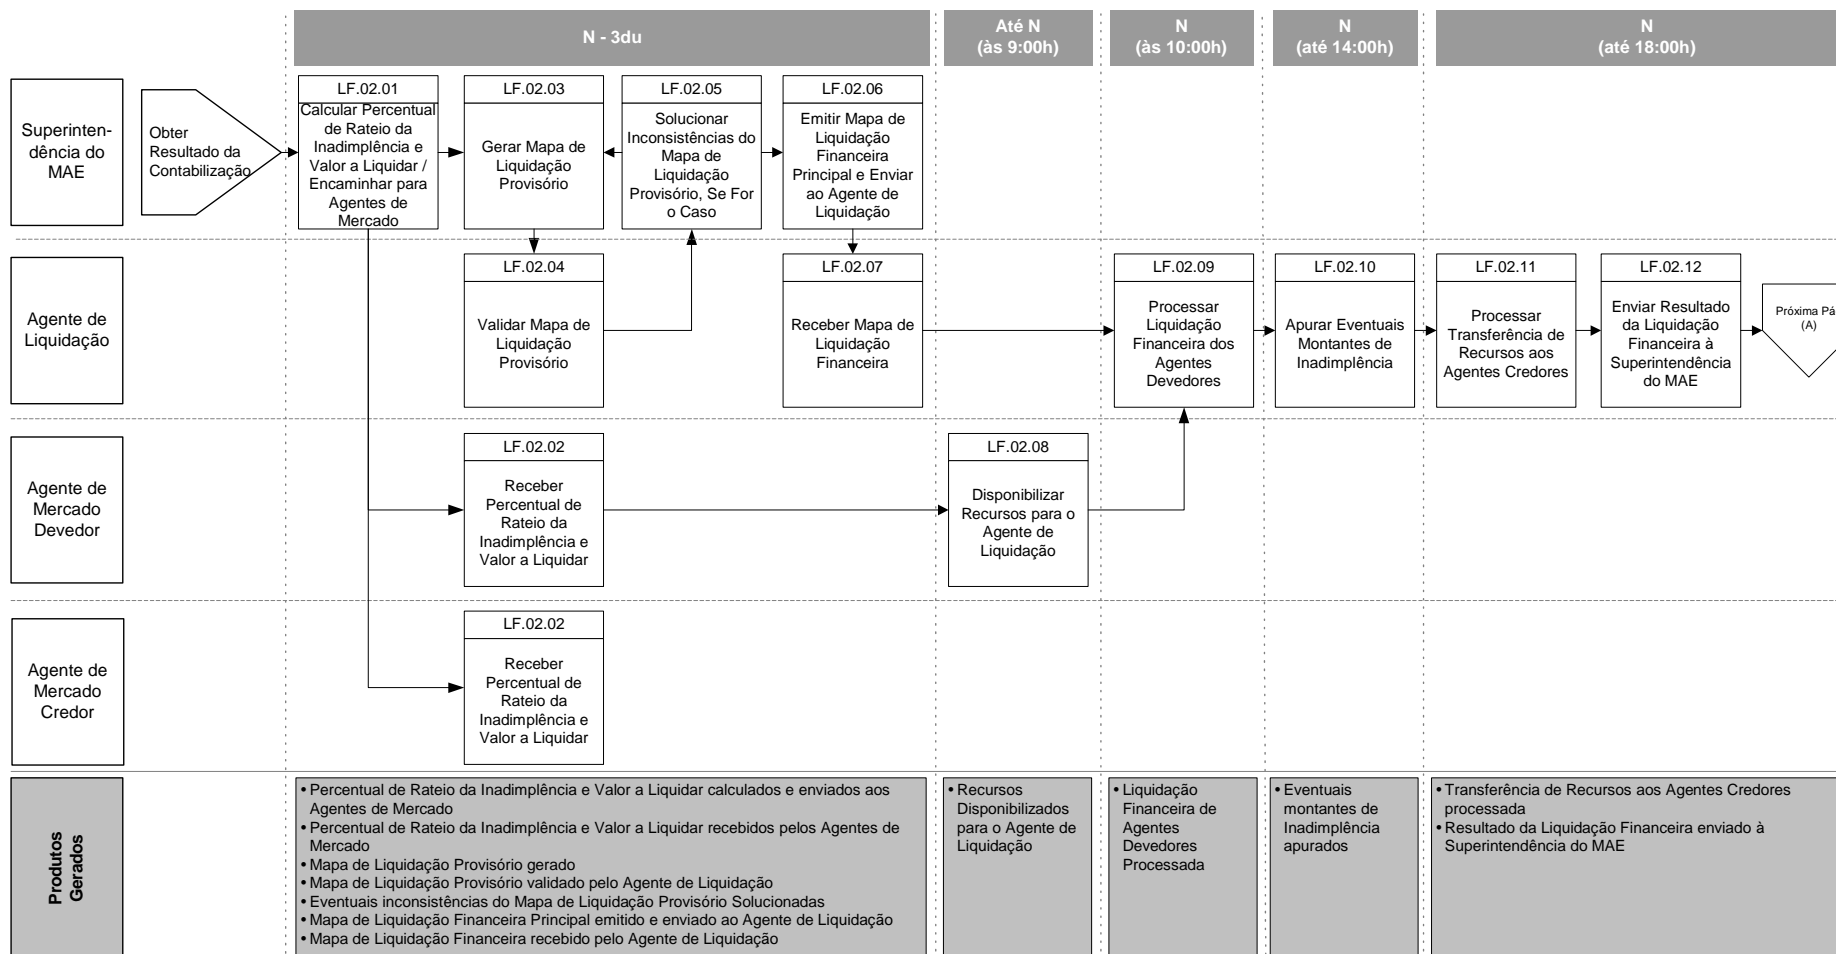 N - 3du
Até N
(às 9:00h)
N
(às 10:00h)
N
(até 14:00h)
N
(até 18:00h)
Superinten-
dência do
MAE
Obter
Resultado da
Contabilização
LF.02.01
Calcular Percentual
de Rateio da
Inadimplência e
Valor a Liquidar /
Encaminhar para
Agentes de
Mercado
LF.02.03
Gerar Mapa de
Liquidação
Provisório
LF.02.05
Solucionar
Inconsistências do
Mapa de
Liquidação
Provisório, Se For
o Caso
LF.02.06
Emitir Mapa de
Liquidação
Financeira
Principal e Enviar
ao Agente de
Liquidação
Agente de
Liquidação
LF.02.04
Validar Mapa de
Liquidação
Provisório
LF.02.07
Receber Mapa de
Liquidação
Financeira
LF.02.09
Processar
Liquidação
Financeira dos
Agentes
Devedores
LF.02.10
Apurar Eventuais
Montantes de
Inadimplência
LF.02.11
Processar
Transferência de
Recursos aos
Agentes Credores
LF.02.12
Enviar Resultado
da Liquidação
Financeira à
Superintendência
do MAE
Próxima Pá
(A)
Agente de
Mercado
Devedor
LF.02.02
Receber
Percentual de
Rateio da
Inadimplência e
Valor a Liquidar
LF.02.08
Disponibilizar
Recursos para o
Agente de
Liquidação
Agente de
Mercado
Credor
LF.02.02
Receber
Percentual de
Rateio da
Inadimplência e
Valor a Liquidar
Produtos
Gerados
• Percentual de Rateio da Inadimplência e Valor a Liquidar calculados e enviados aos
Agentes de Mercado
• Percentual de Rateio da Inadimplência e Valor a Liquidar recebidos pelos Agentes de
Mercado
• Mapa de Liquidação Provisório gerado
• Mapa de Liquidação Provisório validado pelo Agente de Liquidação
• Eventuais inconsistências do Mapa de Liquidação Provisório Solucionadas
• Mapa de Liquidação Financeira Principal emitido e enviado ao Agente de Liquidação
• Mapa de Liquidação Financeira recebido pelo Agente de Liquidação
• Recursos
Disponibilizados
para o Agente de
Liquidação
• Liquidação
Financeira de
Agentes
Devedores
Processada
• Eventuais
montantes de
Inadimplência
apurados
• Transferência de Recursos aos Agentes Credores
processada
• Resultado da Liquidação Financeira enviado à
Superintendência do MAE